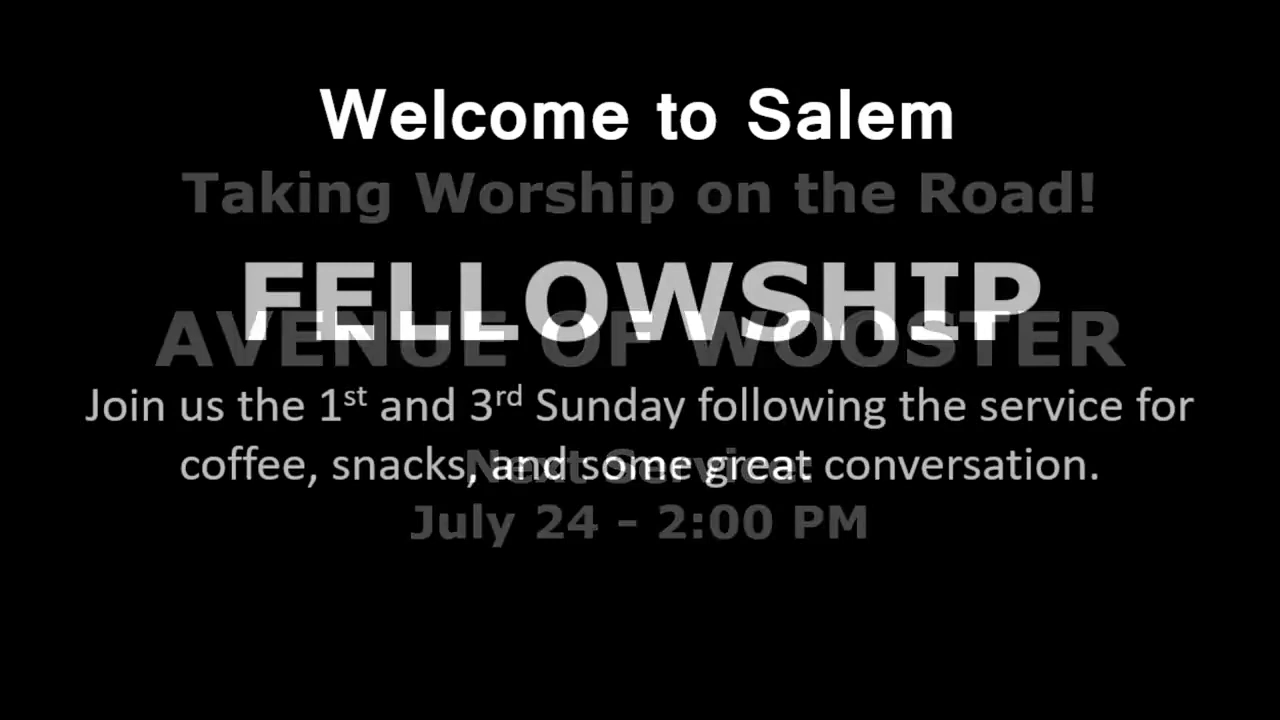 Welcome to Salem
Taking Worship on the Road!
FELLOWSHIP
AVENUE OF WOOSTER
Join us the 1st and 3rd Sunday following the service for
coffee, snacks, and some great conversation.
Next Service:
July 24 - 2:00 PM